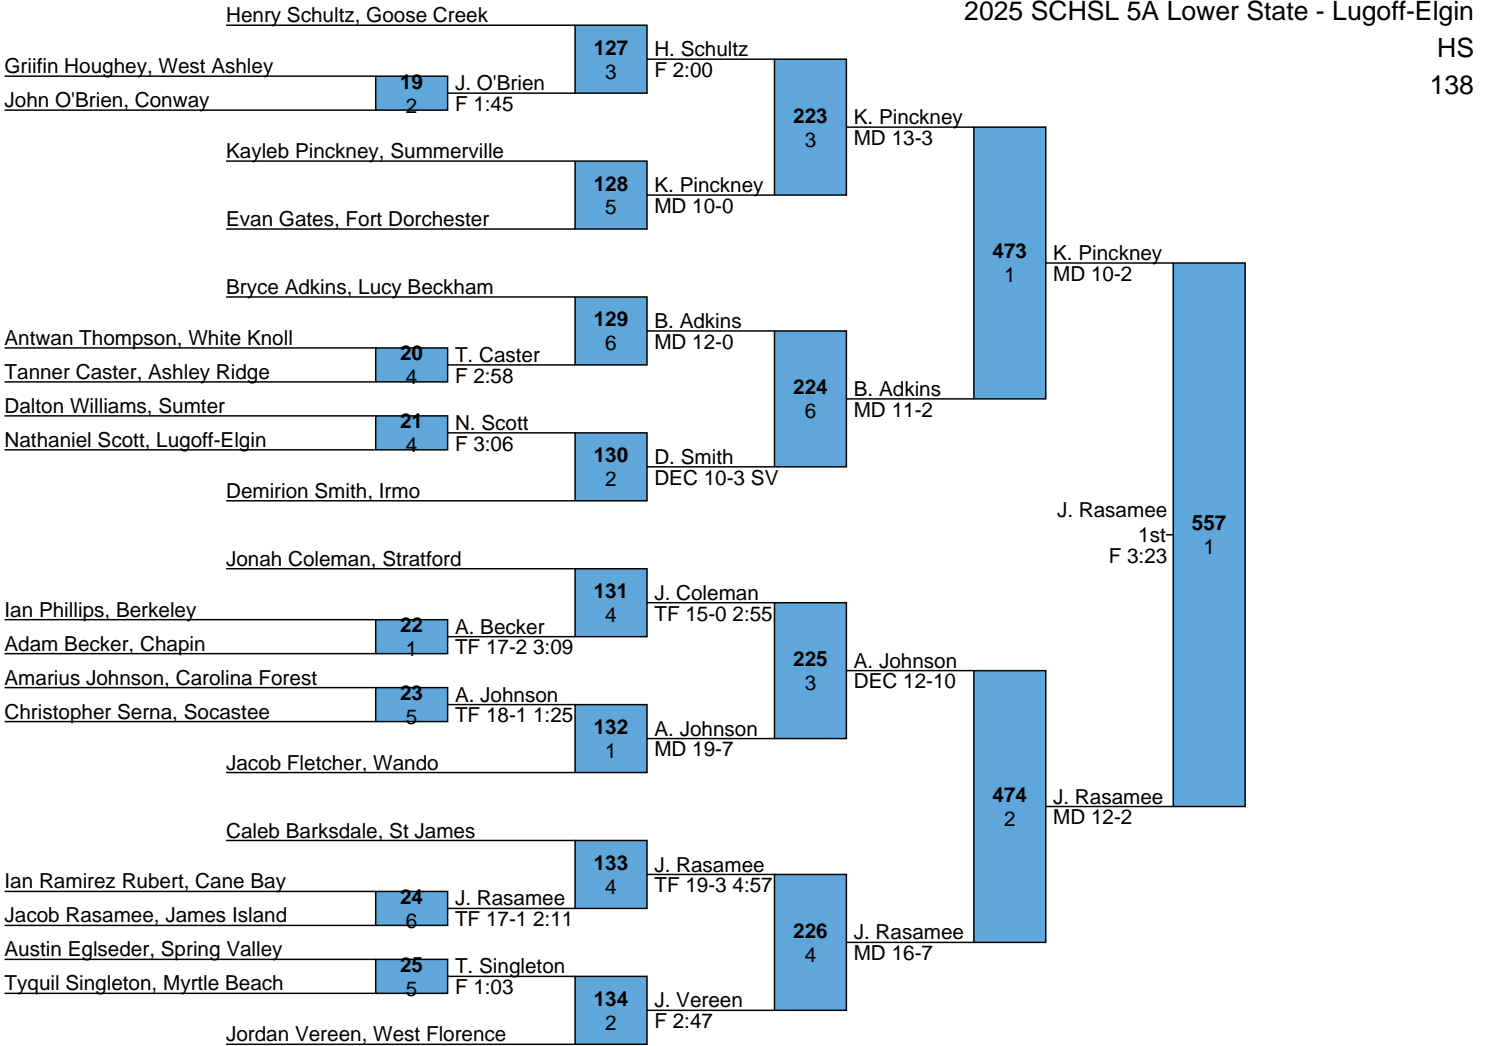 2025 SCHSL 5A Lower State - Lugoff-Elgin
HS
138
Henry Schultz, Goose Creek
127
3
H. Schultz
F 2:00
Griifin Houghey, West Ashley
19
2
J. O'Brien
F 1:45
John O'Brien, Conway
223
3
K. Pinckney
MD 13-3
Kayleb Pinckney, Summerville
128
5
K. Pinckney
MD 10-0
Evan Gates, Fort Dorchester
473
1
K. Pinckney
MD 10-2
Bryce Adkins, Lucy Beckham
129
6
B. Adkins
MD 12-0
Antwan Thompson, White Knoll
20
4
T. Caster
F 2:58
Tanner Caster, Ashley Ridge
224
6
B. Adkins
MD 11-2
Dalton Williams, Sumter
21
4
N. Scott
F 3:06
Nathaniel Scott, Lugoff-Elgin
130
2
D. Smith
DEC 10-3 SV
Demirion Smith, Irmo
J. Rasamee
1st
F 3:23
557
1
Jonah Coleman, Stratford
131
4
J. Coleman
TF 15-0 2:55
Ian Phillips, Berkeley
22
1
A. Becker
TF 17-2 3:09
Adam Becker, Chapin
225
3
A. Johnson
DEC 12-10
Amarius Johnson, Carolina Forest
23
5
A. Johnson
TF 18-1 1:25
Christopher Serna, Socastee
132
1
A. Johnson
MD 19-7
Jacob Fletcher, Wando
474
2
J. Rasamee
MD 12-2
Caleb Barksdale, St James
133
4
J. Rasamee
TF 19-3 4:57
Ian Ramirez Rubert, Cane Bay
24
6
J. Rasamee
TF 17-1 2:11
Jacob Rasamee, James Island
226
4
J. Rasamee
MD 16-7
Austin Eglseder, Spring Valley
25
5
T. Singleton
F 1:03
Tyquil Singleton, Myrtle Beach
134
2
J. Vereen
F 2:47
Jordan Vereen, West Florence